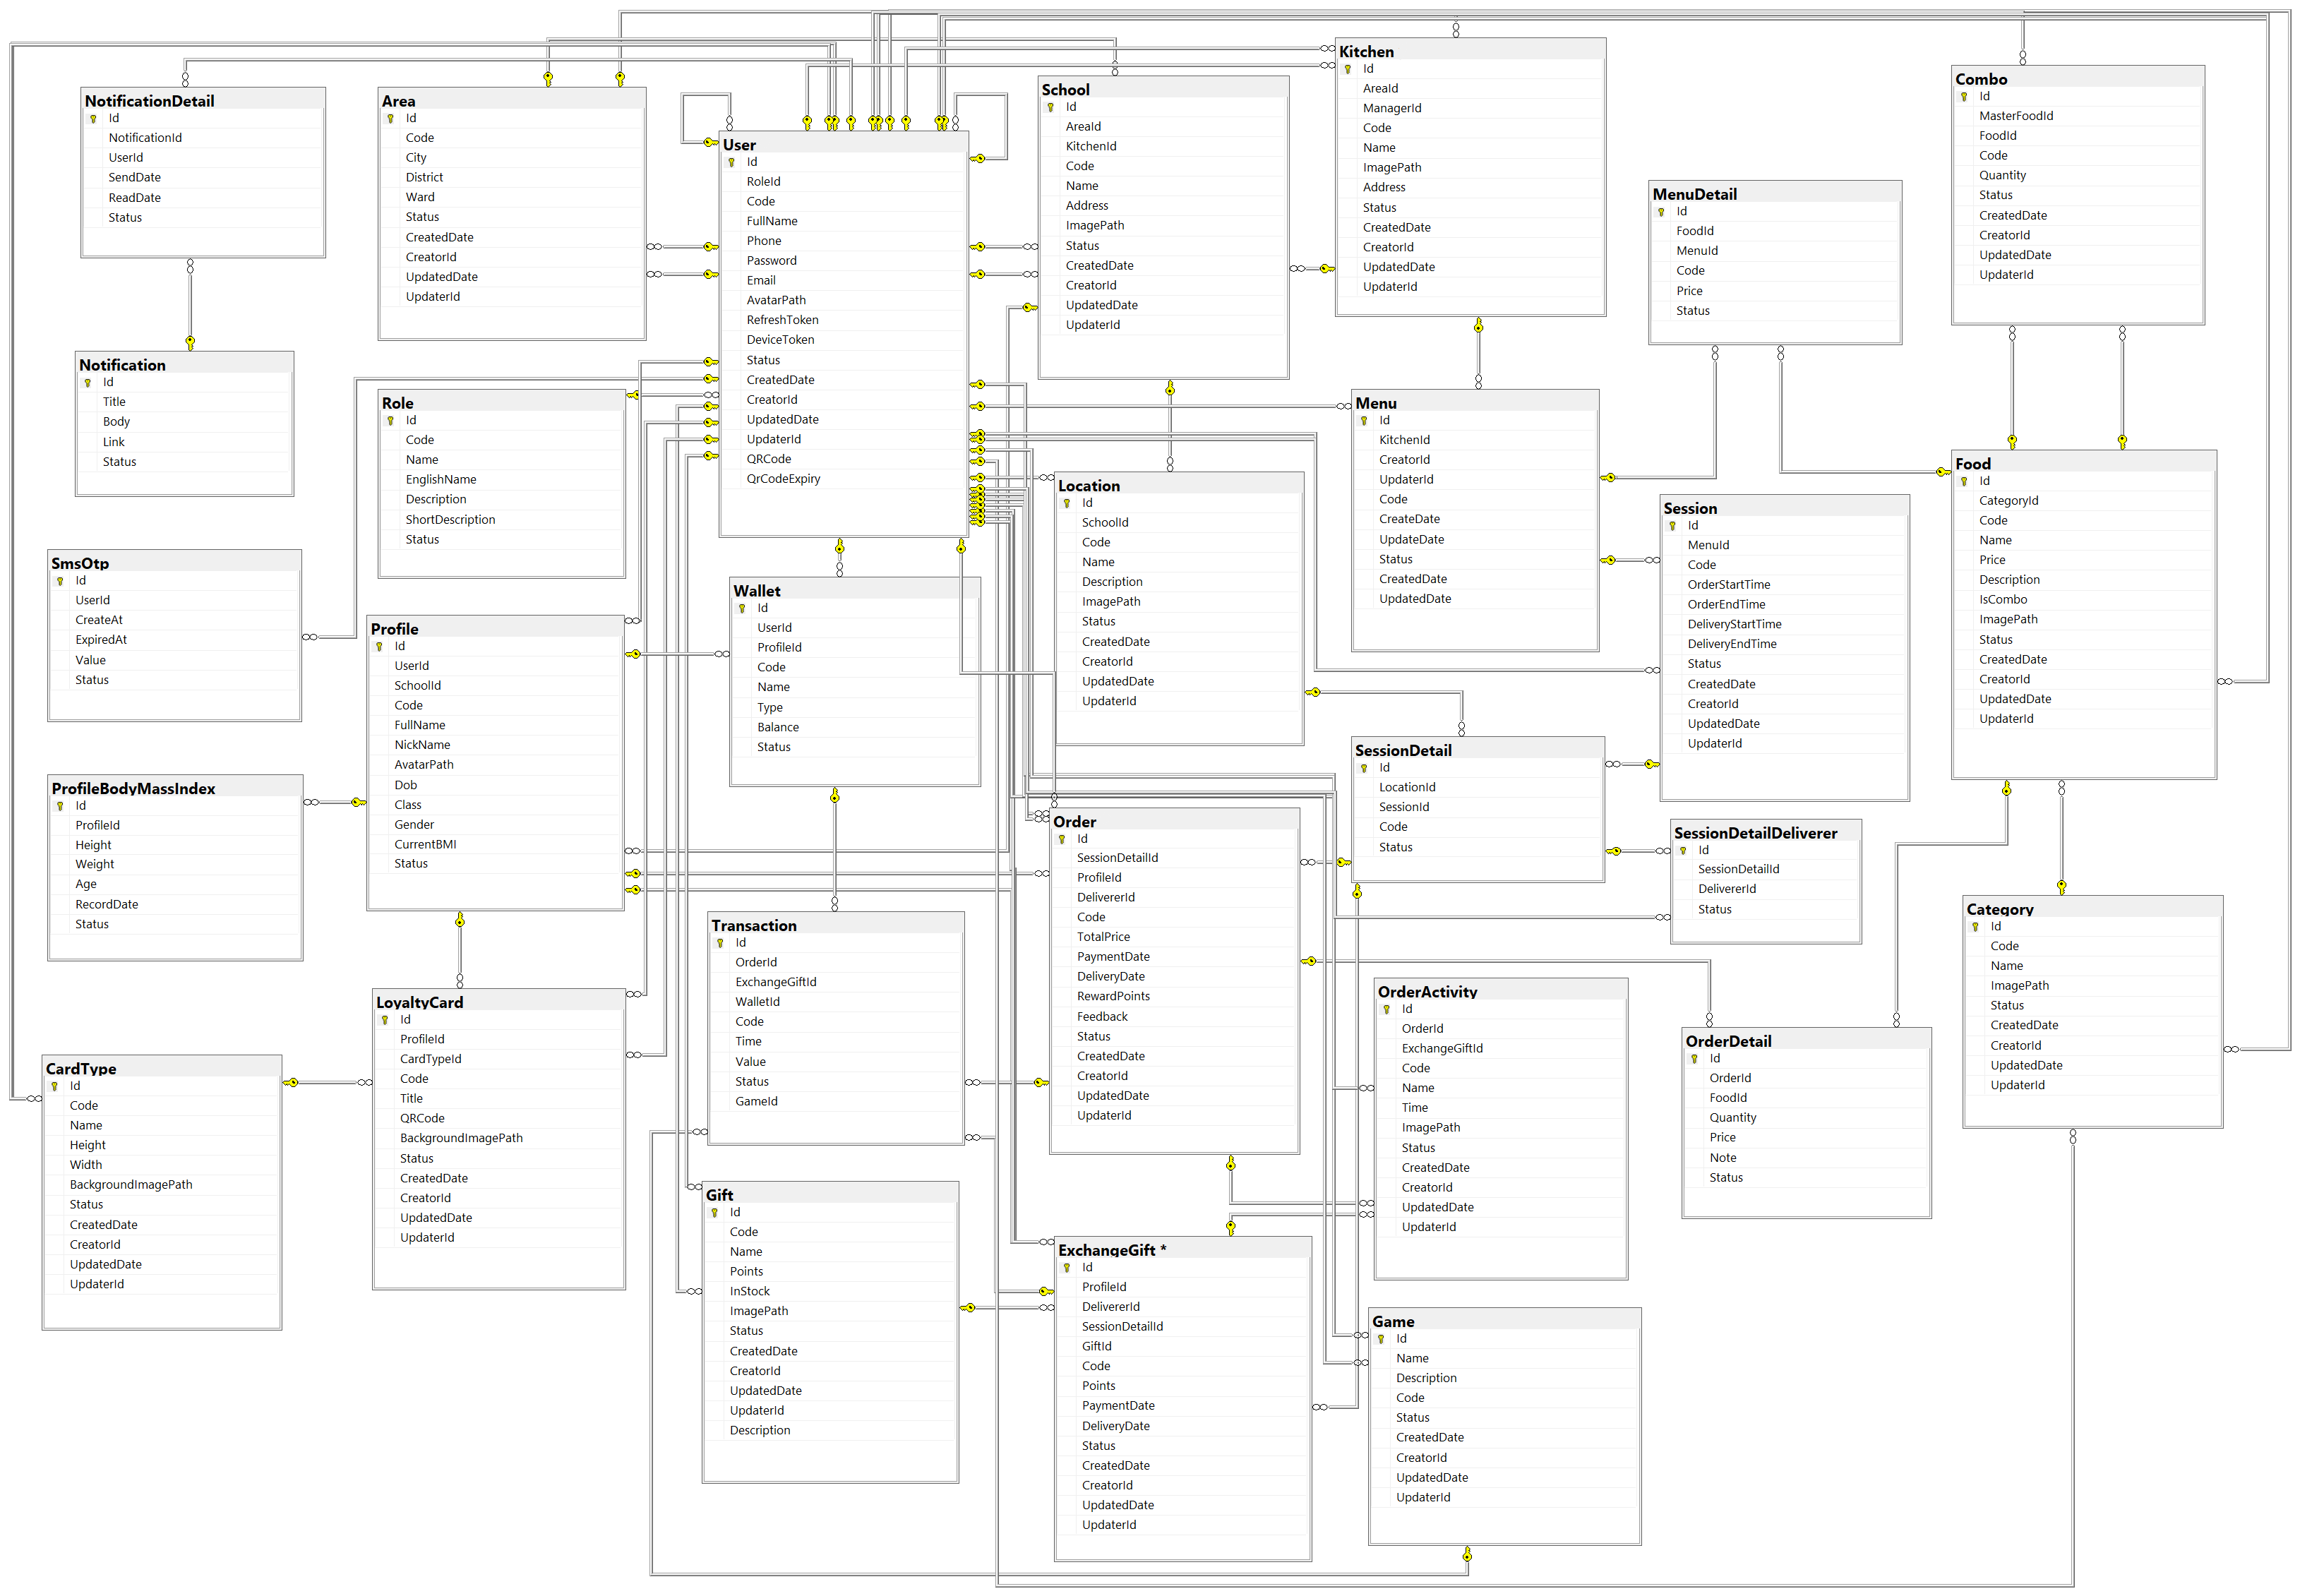 NotificationDetail
Id
NotificationId
UserId
SendDate
ReadDate
Status
Area
Id
Code
City
District
Ward
Status
CreatedDate
CreatorId
UpdatedDate
UpdaterId
User
Id
RoleId
Code
FullName
Phone
Password
Email
AvatarPath
RefreshToken
DeviceToken
Status
CreatedDate
CreatorId
UpdatedDate
UpdaterId
QRCode
QrCodeExpiry
School
Id
AreaId
KitchenId
Code
Name
Address
ImagePath
Status
CreatedDate
CreatorId
UpdatedDate
UpdaterId
Kitchen
Id
AreaId
ManagerId
Code
Name
ImagePath
Address
Status
CreatedDate
CreatorId
UpdatedDate
UpdaterId
MenuDetail
Id
FoodId
MenuId
Code
Price
Status
Combo
Id
MasterFoodId
FoodId
Code
Quantity
Status
CreatedDate
CreatorId
UpdatedDate
UpdaterId
Notification
Id
Title
Body
Link
Status
Role
Id
Code
Name
EnglishName
Description
ShortDescription
Status
Menu
Id
KitchenId
CreatorId
UpdaterId
Code
CreateDate
UpdateDate
Status
CreatedDate
UpdatedDate
Location
Id
SchoolId
Code
Name
Description
ImagePath
Status
CreatedDate
CreatorId
UpdatedDate
UpdaterId
Session
Id
MenuId
Code
OrderStartTime
OrderEndTime
DeliveryStartTime
DeliveryEndTime
Status
CreatedDate
CreatorId
UpdatedDate
UpdaterId
Food
Id
CategoryId
Code
Name
Price
Description
IsCombo
ImagePath
Status
CreatedDate
CreatorId
UpdatedDate
UpdaterId
SmsOtp
Id
UserId
CreateAt
ExpiredAt
Value
Status
Profile
Id
UserId
SchoolId
Code
FullName
NickName
AvatarPath
Dob
Class
Gender
CurrentBMI
Status
Wallet
Id
UserId
ProfileId
Code
Name
Type
Balance
Status
SessionDetail
Id
LocationId
SessionId
Code
Status
ProfileBodyMassIndex
Id
ProfileId
Height
Weight
Age
RecordDate
Status
Order
Id
SessionDetailId
ProfileId
DelivererId
Code
TotalPrice
PaymentDate
DeliveryDate
RewardPoints
Feedback
Status
CreatedDate
CreatorId
UpdatedDate
UpdaterId
SessionDetailDeliverer
Id
SessionDetailId
DelivererId
Status
Category
Id
Code
Name
ImagePath
Status
CreatedDate
CreatorId
UpdatedDate
UpdaterId
Transaction
Id
OrderId
ExchangeGiftId
WalletId
Code
Time
Value
Status
GameId
LoyaltyCard
Id
ProfileId
CardTypeId
Code
Title
QRCode
BackgroundImagePath
Status
CreatedDate
CreatorId
UpdatedDate
UpdaterId
OrderActivity
Id
OrderId
ExchangeGiftId
Code
Name
Time
ImagePath
Status
CreatedDate
CreatorId
UpdatedDate
UpdaterId
OrderDetail
Id
OrderId
FoodId
Quantity
Price
Note
Status
CardType
Id
Code
Name
Height
Width
BackgroundImagePath
Status
CreatedDate
CreatorId
UpdatedDate
UpdaterId
Gift
Id
Code
Name
Points
InStock
ImagePath
Status
CreatedDate
CreatorId
UpdatedDate
UpdaterId
Description
ExchangeGift *
Id
ProfileId
DelivererId
SessionDetailId
GiftId
Code
Points
PaymentDate
DeliveryDate
Status
CreatedDate
CreatorId
UpdatedDate
UpdaterId
Game
Id
Name
Description
Code
Status
CreatedDate
CreatorId
UpdatedDate
UpdaterId